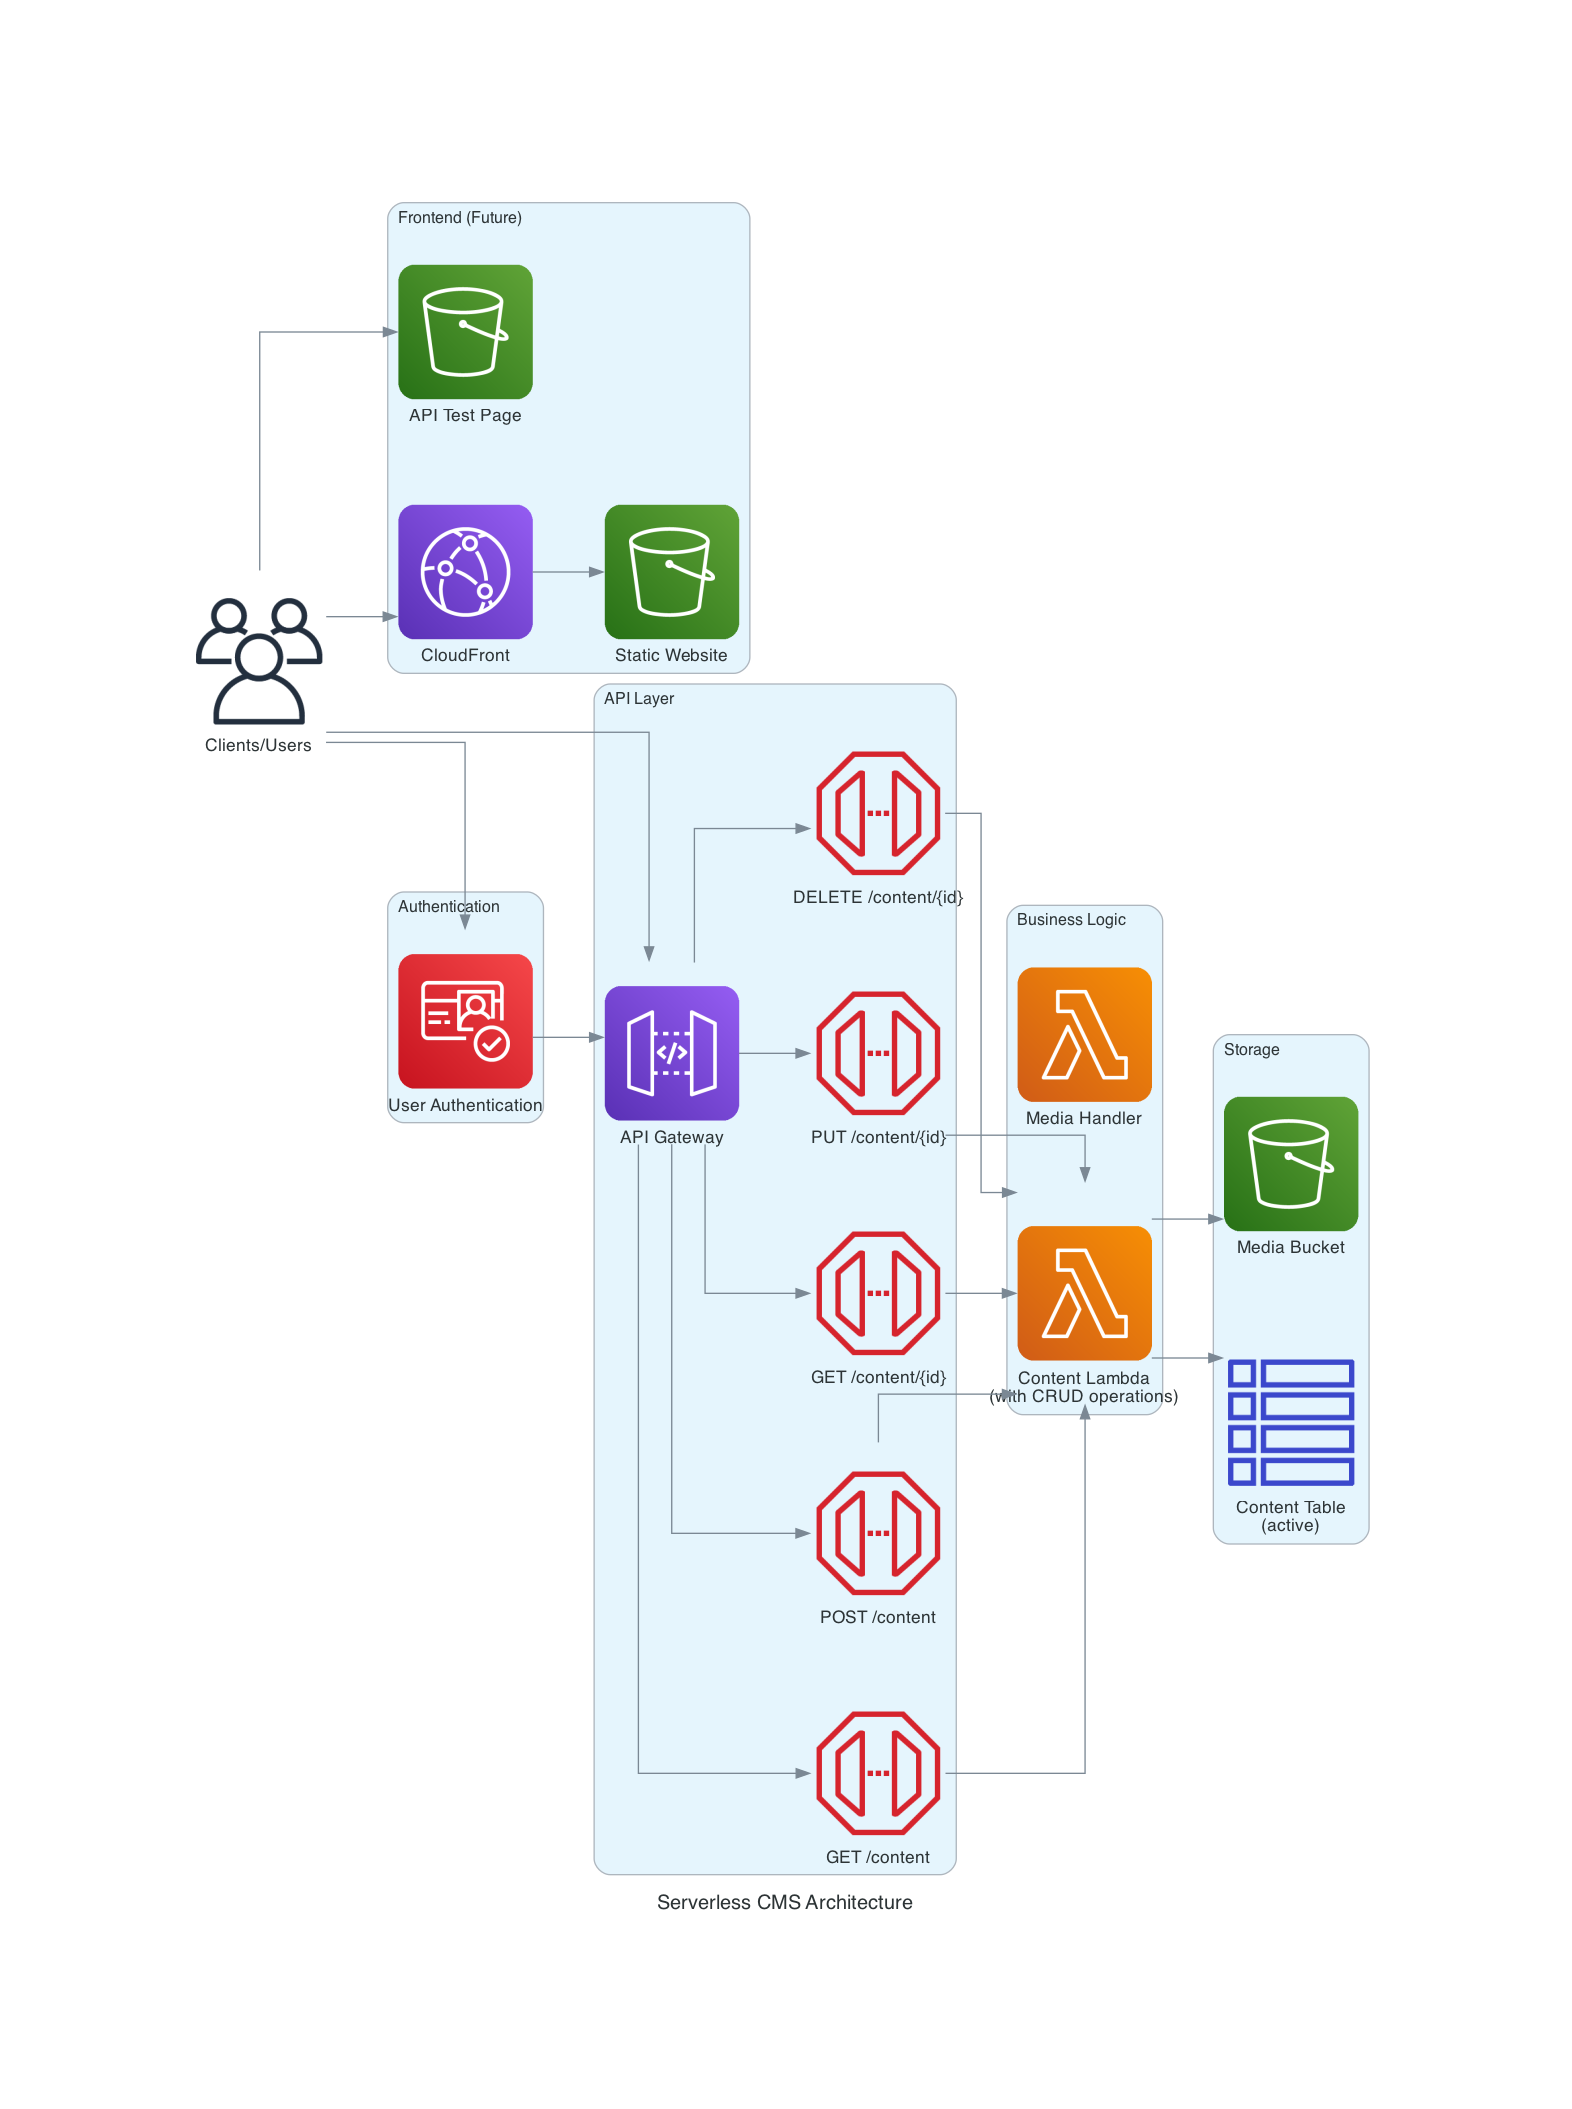 Frontend (Future)
API Test Page
CloudFront
Static Website
Clients/Users
API Layer
DELETE /content/{id}
Authentication
User Authentication
API Gateway
PUT /content/{id}
Business Logic
Media Handler
Storage
Media Bucket
GET /content/{id}
Content Lambda
(with CRUD operations)
Content Table
(active)
POST /content
GET /content
Serverless CMS Architecture